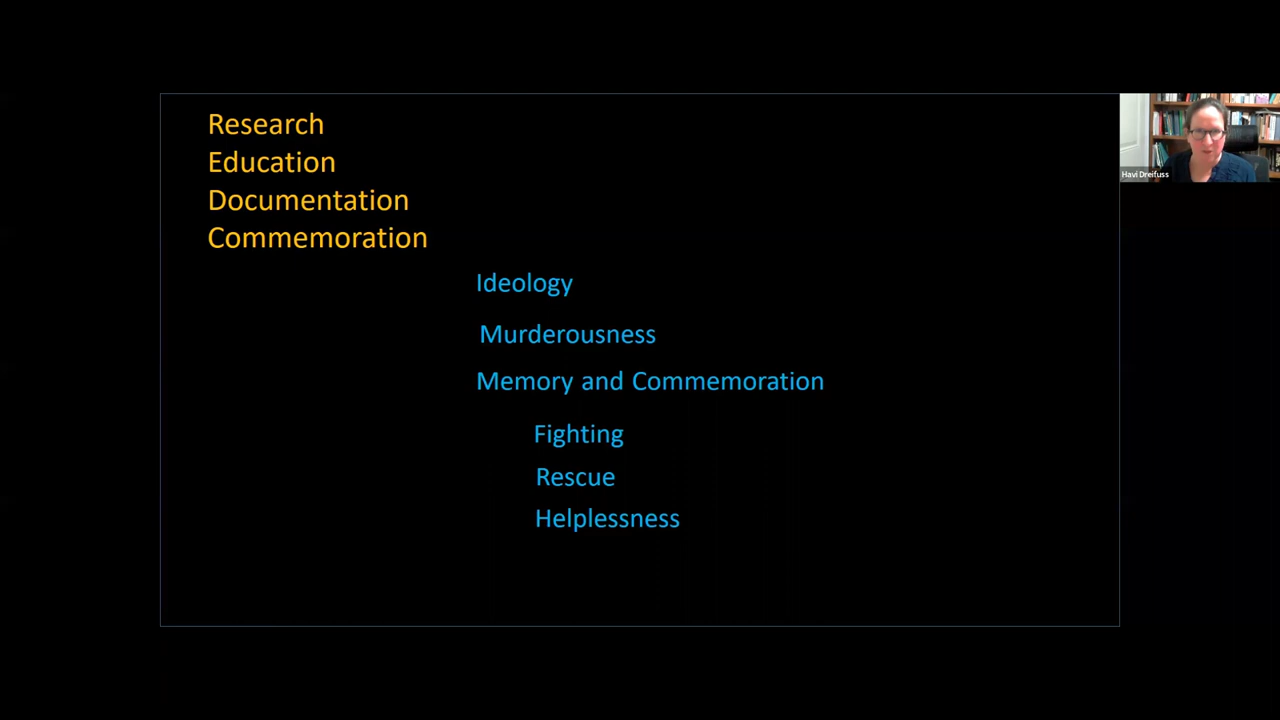 Research
Education
Documentation
Commemoration
Ideology
Murderousness
Memory and Commemoration
Fighting
Rescue
Helplessness
Havi Dreifuss